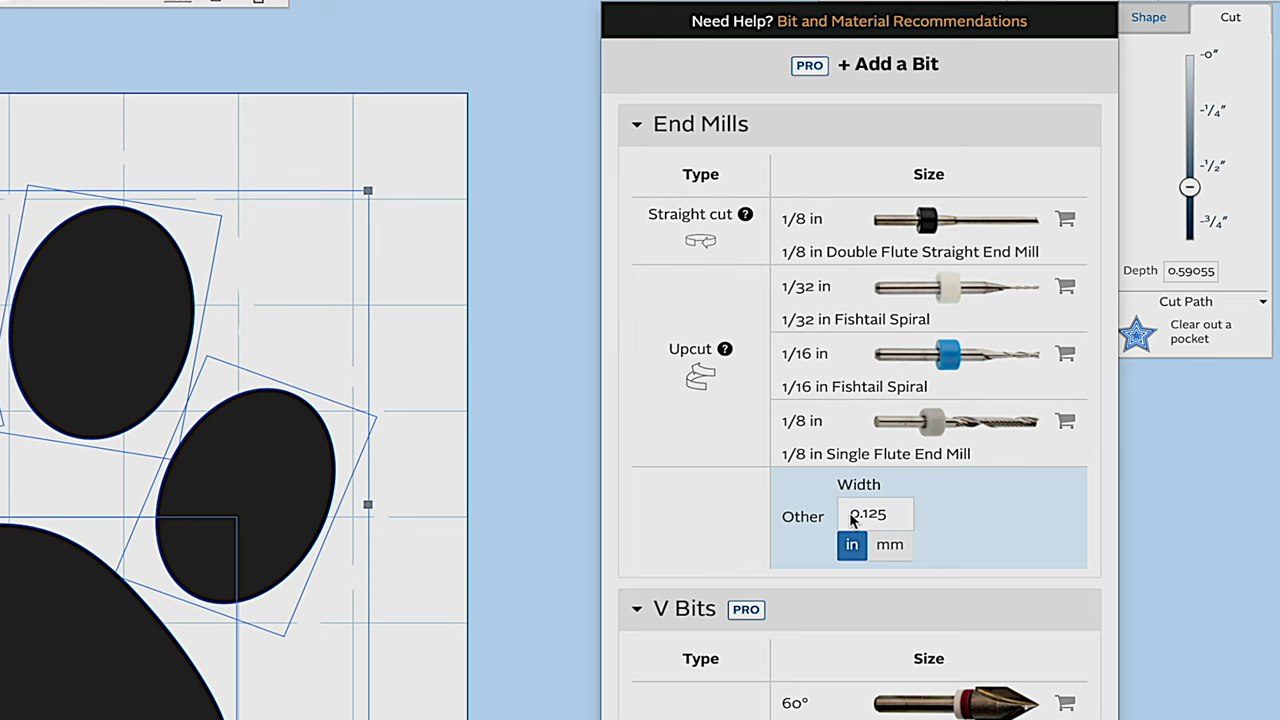 Need Help? Bit and Material Recommendations
PRO + Add a Bit
End Mills
Type Size
Straight cut ?
1/8 in
1/8 in Double Flute Straight End Mill
Upcut ?
1/32 in
1/32 in Fishtail Spiral
1/16 in
1/16 in Fishtail Spiral
1/8 in
1/8 in Single Flute End Mill
Width
Other 0.125
in mm
V Bits PRO
Type Size
60°
Shape Cut
-0"
-1/4"
-1/2"
-3/4"
Depth 0.59055
Cut Path
Clear out a
pocket